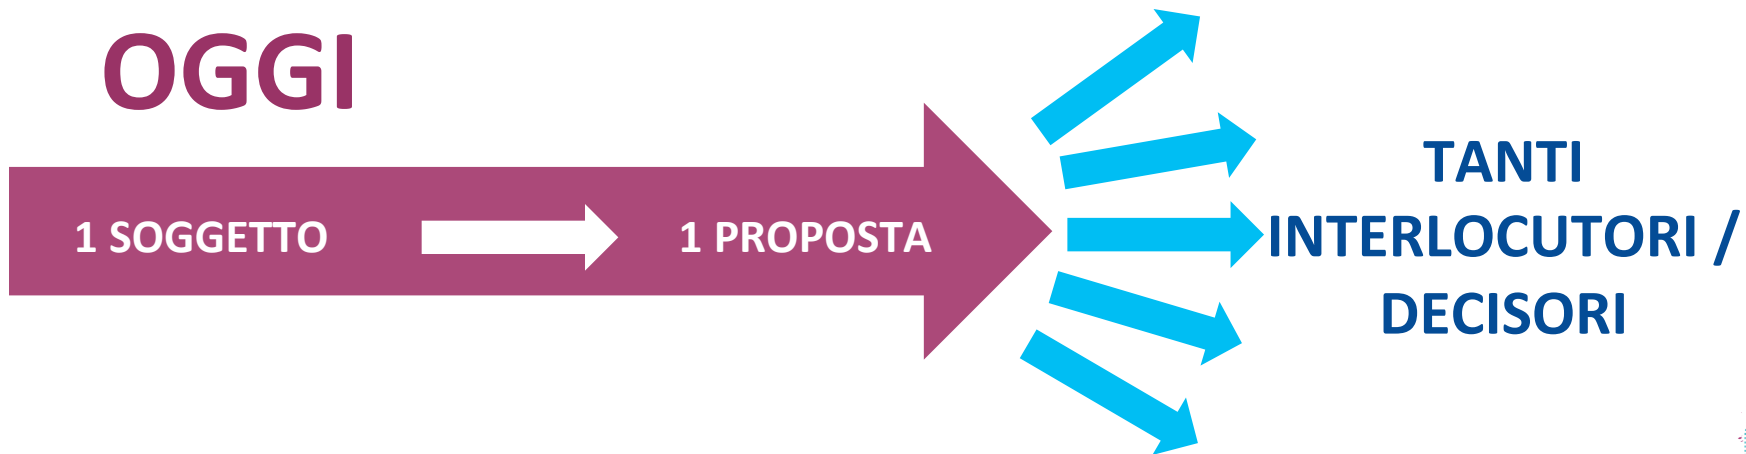 OGGI
1 SOGGETTO
1 PROPOSTA
TANTI
INTERLOCUTORI /
DECISORI